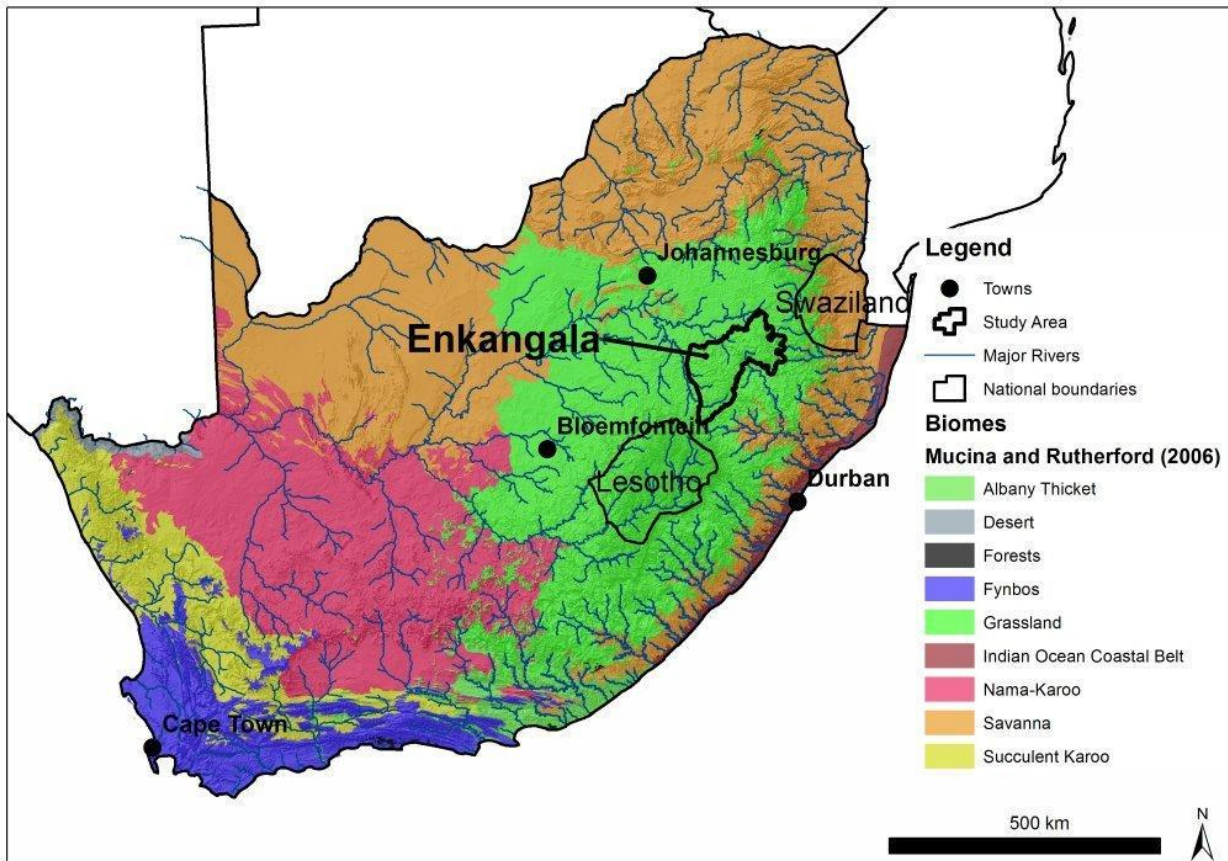 Johannesburg
Swaziland
Enkangala
Bloemfontein
Lesotho
Durban
Cape Town
Legend
Towns
Study Area
Major Rivers
National boundaries
Biomes
Mucina and Rutherford (2006)
Albany Thicket
Desert
Forests
Fynbos
Grassland
Indian Ocean Coastal Belt
Nama-Karoo
Savanna
Succulent Karoo
500 km
N